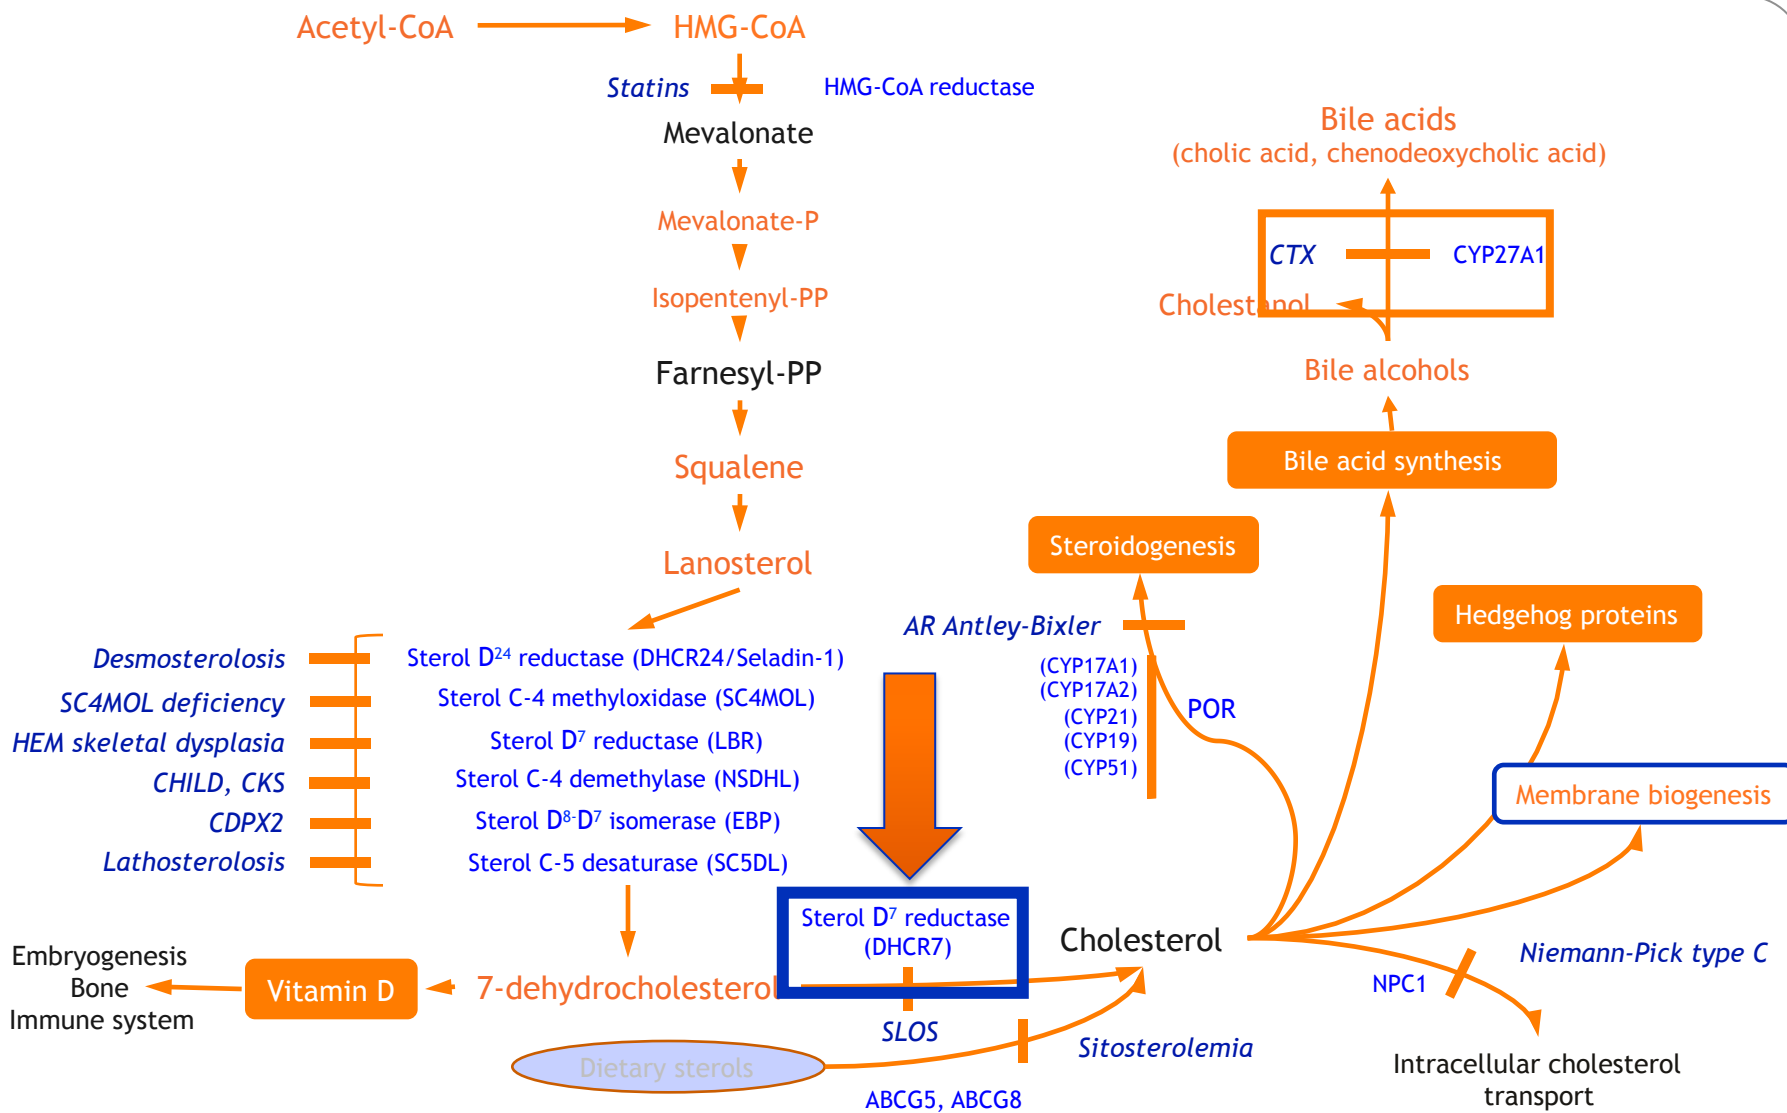 Acetyl-CoA
HMG-CoA
Statins
HMG-CoA reductase
Mevalonate
Mevalonate-P
Isopentenyl-PP
Farnesyl-PP
Squalene
Lanosterol
Bile acids
(cholic acid, chenodeoxycholic acid)
CTX
CYP27A1
Cholestanol
Bile alcohols
Bile acid synthesis
Steroidogenesis
Hedgehog proteins
AR Antley-Bixler
(CYP17A1)
(CYP17A2)
(CYP21)
(CYP19)
(CYP51)
POR
Membrane biogenesis
Desmosterolosis
Sterol D24 reductase (DHCR24/Seladin-1)
SC4MOL deficiency
Sterol C-4 methyloxidase (SC4MOL)
HEM skeletal dysplasia
Sterol D7 reductase (LBR)
CHILD, CKS
Sterol C-4 demethylase (NSDHL)
CDPX2
Sterol D8-D7 isomerase (EBP)
Lathosterolosis
Sterol C-5 desaturase (SC5DL)
Sterol D7 reductase
(DHCR7)
Cholesterol
Niemann-Pick type C
NPC1
Embryogenesis
Bone
Immune system
Vitamin D
7-dehydrocholesterol
SLOS
Sitosterolemia
Dietary sterols
ABCG5, ABCG8
Intracellular cholesterol
transport